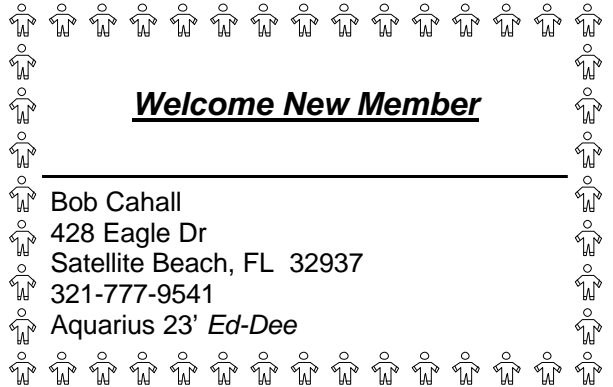 Welcome New Member
Bob Cahall
428 Eagle Dr
Satellite Beach, FL  32937
321-777-9541
Aquarius 23’ Ed-Dee